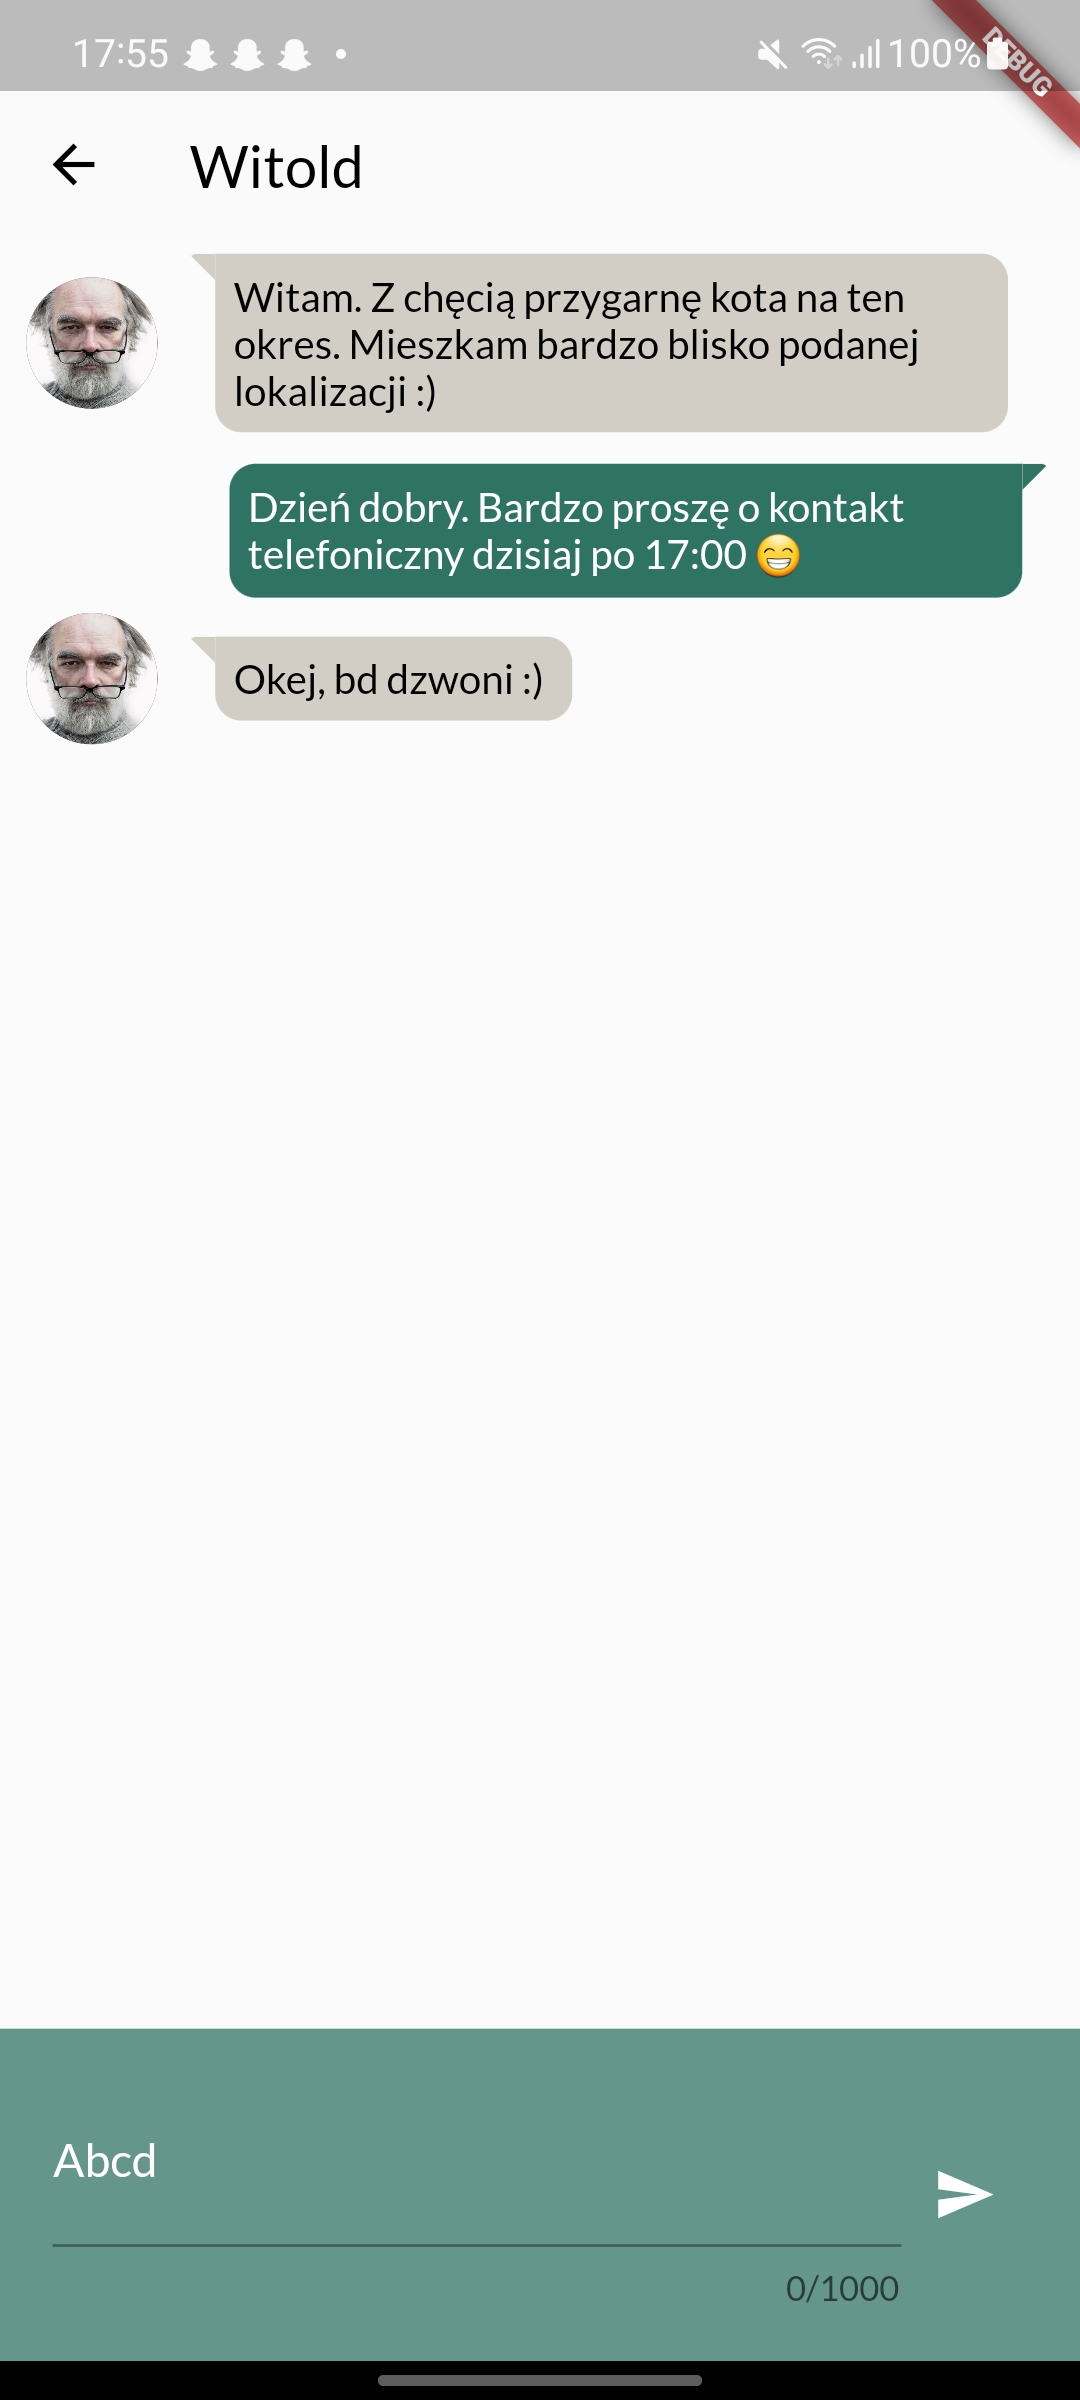 17:55
100%
DEBUG
Witold
Witam. Z chęcią przygarnę kota na ten
okres. Mieszkam bardzo blisko podanej
lokalizacji :)
Dzień dobry. Bardzo proszę o kontakt
telefoniczny dzisiaj po 17:00 😁
Okej, bd dzwoni :)
Abcd
0/1000